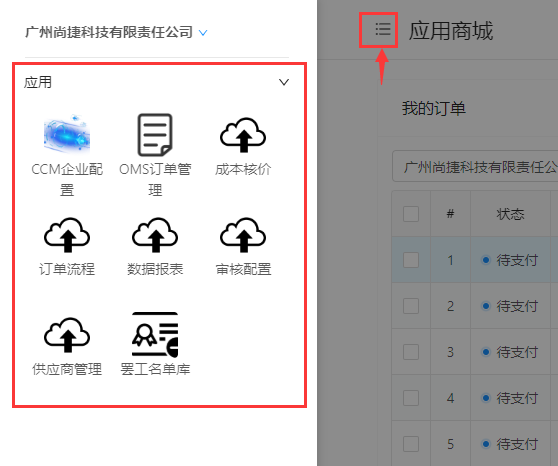 广州尚捷科技有限责任公司
应用
CCM企业配
置
OMS订单管
理
成本核价
订单流程
数据报表
审核配置
供应商管理
罢工名单库
应用商城
我的订单
广州尚捷科技有限责任公
# 状态
1 待支付
2 待支付
3 待支付
4 待支付
5 待支付